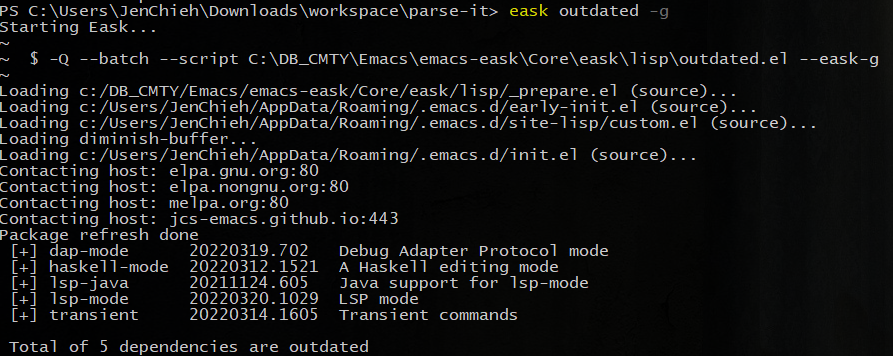 PS C:\Users\JenChieh\Downloads\workspace\parse-it> eask outdated -g
Starting Eask...
~
~  $ -Q --batch --script C:\DB_CMTY\Emacs\emacs-eask\Core\eask\lisp\outdated.el --eask-g
~
Loading c:/DB_CMTY/Emacs/emacs-eask/Core/eask/lisp/_prepare.el (source)...
Loading c:/Users/JenChieh/AppData/Roaming/.emacs.d/early-init.el (source)...
Loading c:/Users/JenChieh/AppData/Roaming/.emacs.d/site-lisp/custom.el (source)...
Loading diminish-buffer...
Loading c:/Users/JenChieh/AppData/Roaming/.emacs.d/init.el (source)...
Contacting host: elpa.gnu.org:80
Contacting host: elpa.nongnu.org:80
Contacting host: melpa.org:80
Contacting host: jcs-emacs.github.io:443
Package refresh done
 [+] dap-mode      20220319.702   Debug Adapter Protocol mode
 [+] haskell-mode  20220312.1521  A Haskell editing mode
 [+] lsp-java      20211124.605   Java support for lsp-mode
 [+] lsp-mode      20220320.1029  LSP mode
 [+] transient     20220314.1605  Transient commands
 Total of 5 dependencies are outdated